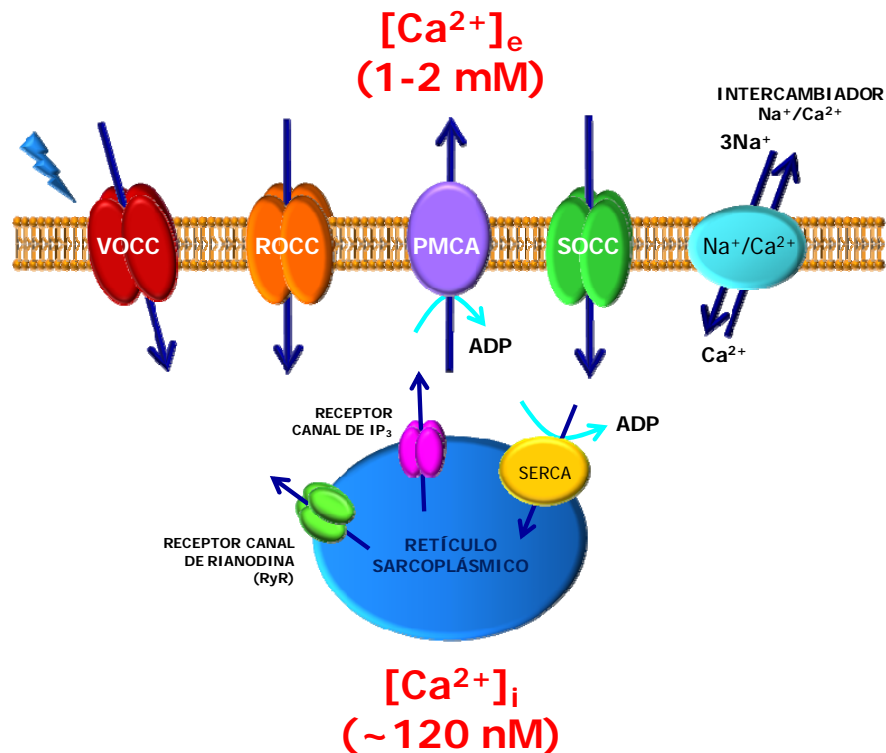 [Ca²⁺]ₑ
(1-2 mM)
INTERCAMBIADOR
Na⁺/Ca²⁺
3Na⁺
VOCC
ROCC
PMCA
SOCC
Na⁺/Ca²⁺
ADP
Ca²⁺
RECEPTOR
CANAL DE IP₃
ADP
SERCA
RECEPTOR CANAL
DE RIANODINA
(RyR)
RETÍCULO
SARCOPLÁSMICO
[Ca²⁺]ᵢ
(~120 nM)